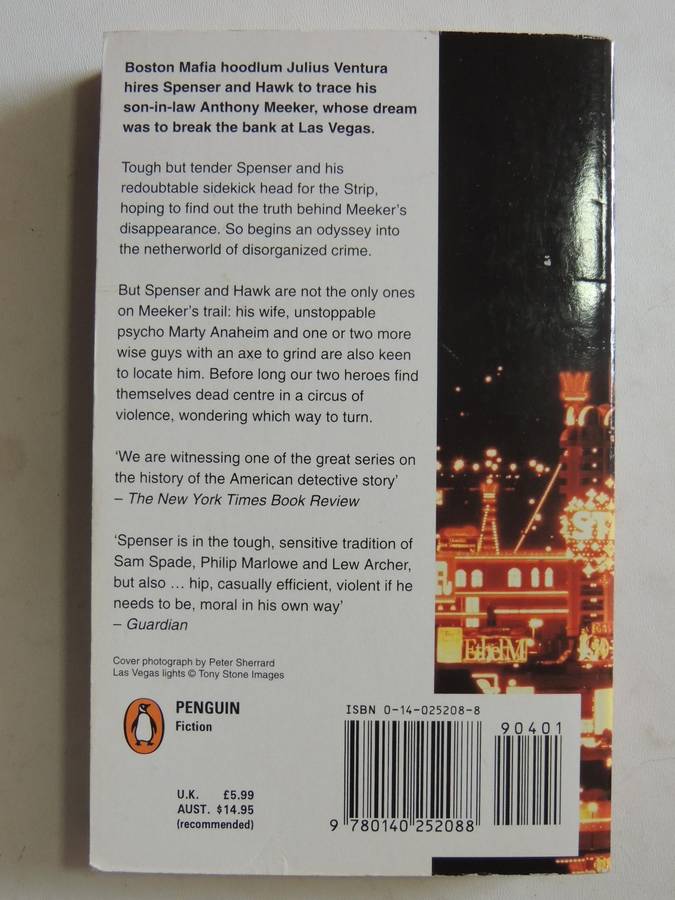 Boston Mafia hoodlum Julius Ventura
hires Spenser and Hawk to trace his
son-in-law Anthony Meeker, whose dream
was to break the bank at Las Vegas.
Tough but tender Spenser and his
redoubtable sidekick head for the Strip,
hoping to find out the truth behind Meeker's
disappearance. So begins an odyssey into
the netherworld of disorganized crime.
But Spenser and Hawk are not the only ones
on Meeker's trail: his wife, unstoppable
psycho Marty Anaheim and one or two more
wise guys with an axe to grind are also keen
to locate him. Before long our two heroes find
themselves dead centre in a circus of
violence, wondering which way to turn.
'We are witnessing one of the great series on
the history of the American detective story'
– The New York Times Book Review
'Spenser is in the tough, sensitive tradition of
Sam Spade, Philip Marlowe and Lew Archer,
but also … hip, casually efficient, violent if he
needs to be, moral in his own way'
– Guardian
Cover photograph by Peter Sherrard
Las Vegas lights © Tony Stone Images
PENGUIN
Fiction
U.K. £5.99
AUST. $14.95
(recommended)
ISBN 0-14-025208-8
90401
9 780140 252088
ST
EthelM